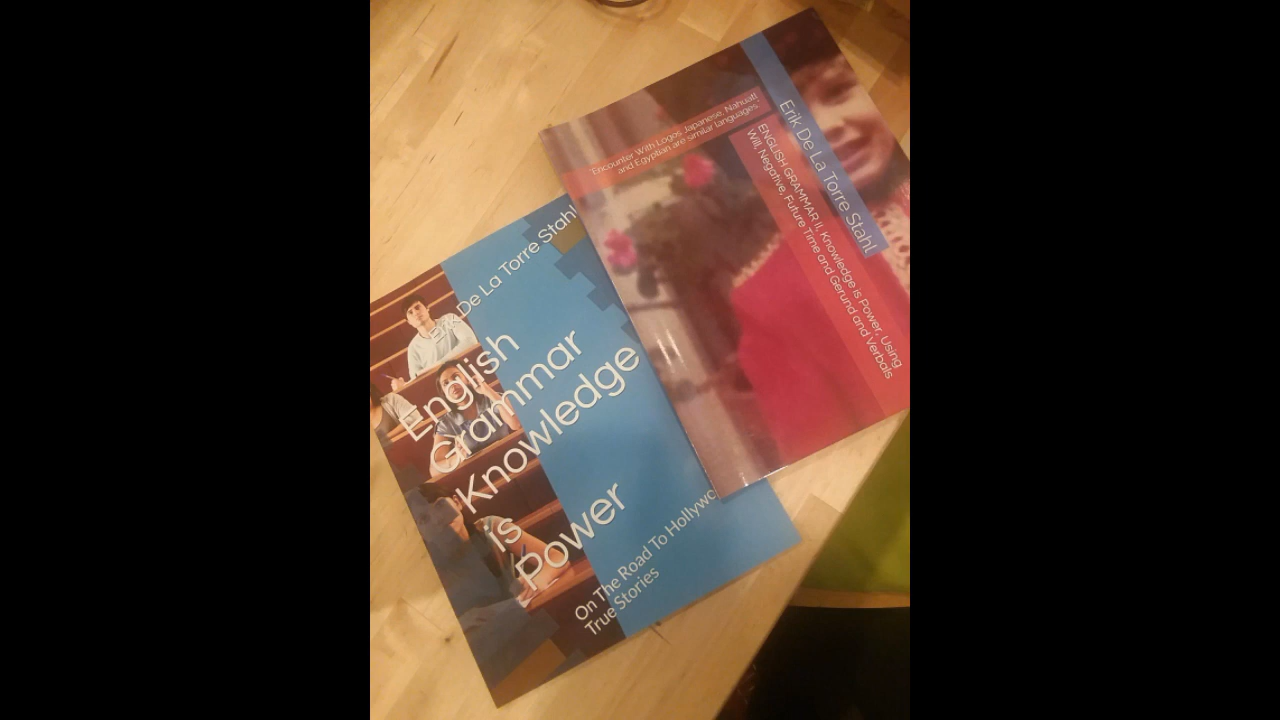 Erik De La Torre Stahl
ENGLISH GRAMMAR II, Knowledge is Power, Using
Will, Negative, Future Time and Gerund and Verbals
"Encounter With Logos. Japanese, Nahuatl
and Egyptian are similar languages."
De La Torre Stahl
English
Grammar
Knowledge
is
Power
On The Road To Hollywo
True Stories